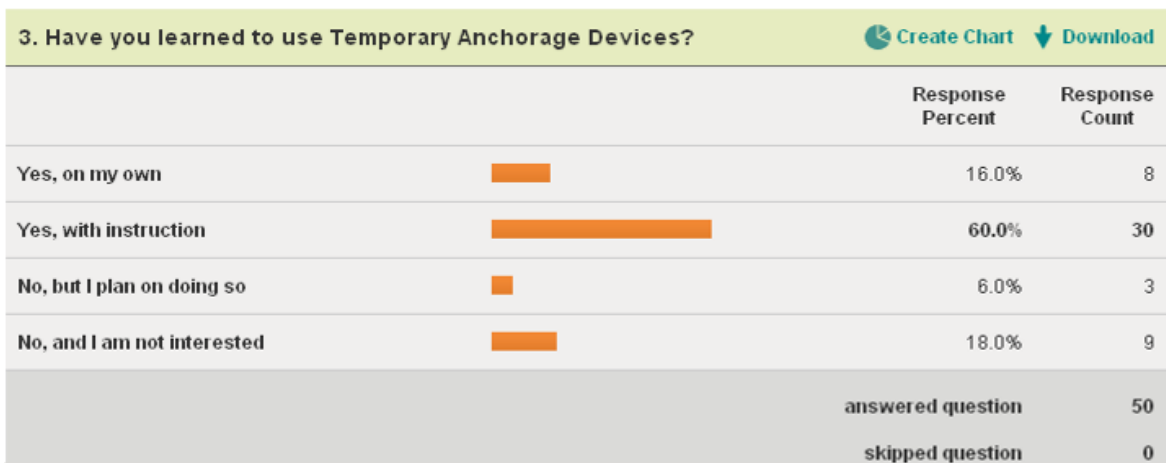 3. Have you learned to use Temporary Anchorage Devices? Create Chart Download
Response Percent Response Count
Yes, on my own 16.0% 8
Yes, with instruction 60.0% 30
No, but I plan on doing so 6.0% 3
No, and I am not interested 18.0% 9
answered question 50
skipped question 0